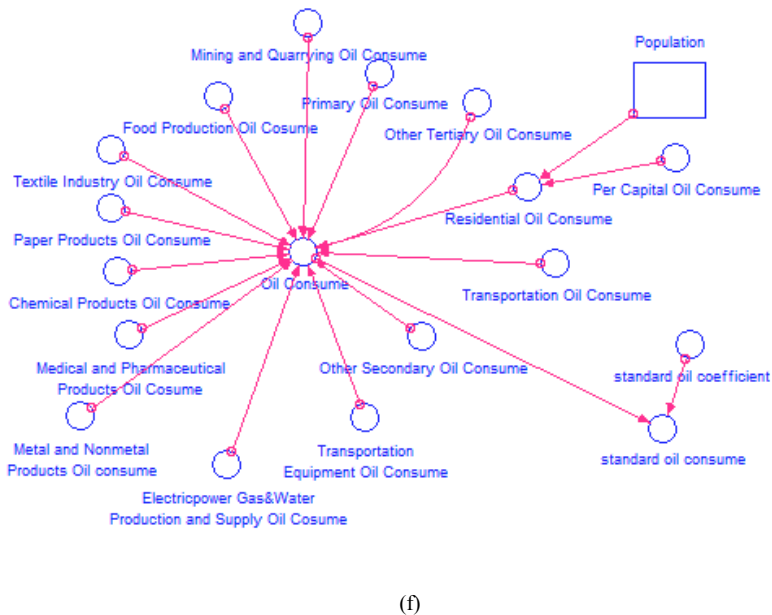 Population
Mining and Quarrying Oil Consume
Primary Oil Consume
Food Production Oil Cosume
Other Tertiary Oil Consume
Textile Industry Oil Consume
Per Capital Oil Consume
Residential Oil Consume
Paper Products Oil Consume
Oil Consume
Transportation Oil Consume
Chemical Products Oil Consume
Medical and Pharmaceutical
Products Oil Cosume
Other Secondary Oil Consume
standard oil coefficient
Metal and Nonmetal
Products Oil consume
Transportation
Equipment Oil Consume
standard oil consume
Electricpower Gas&Water
Production and Supply Oil Cosume
(f)